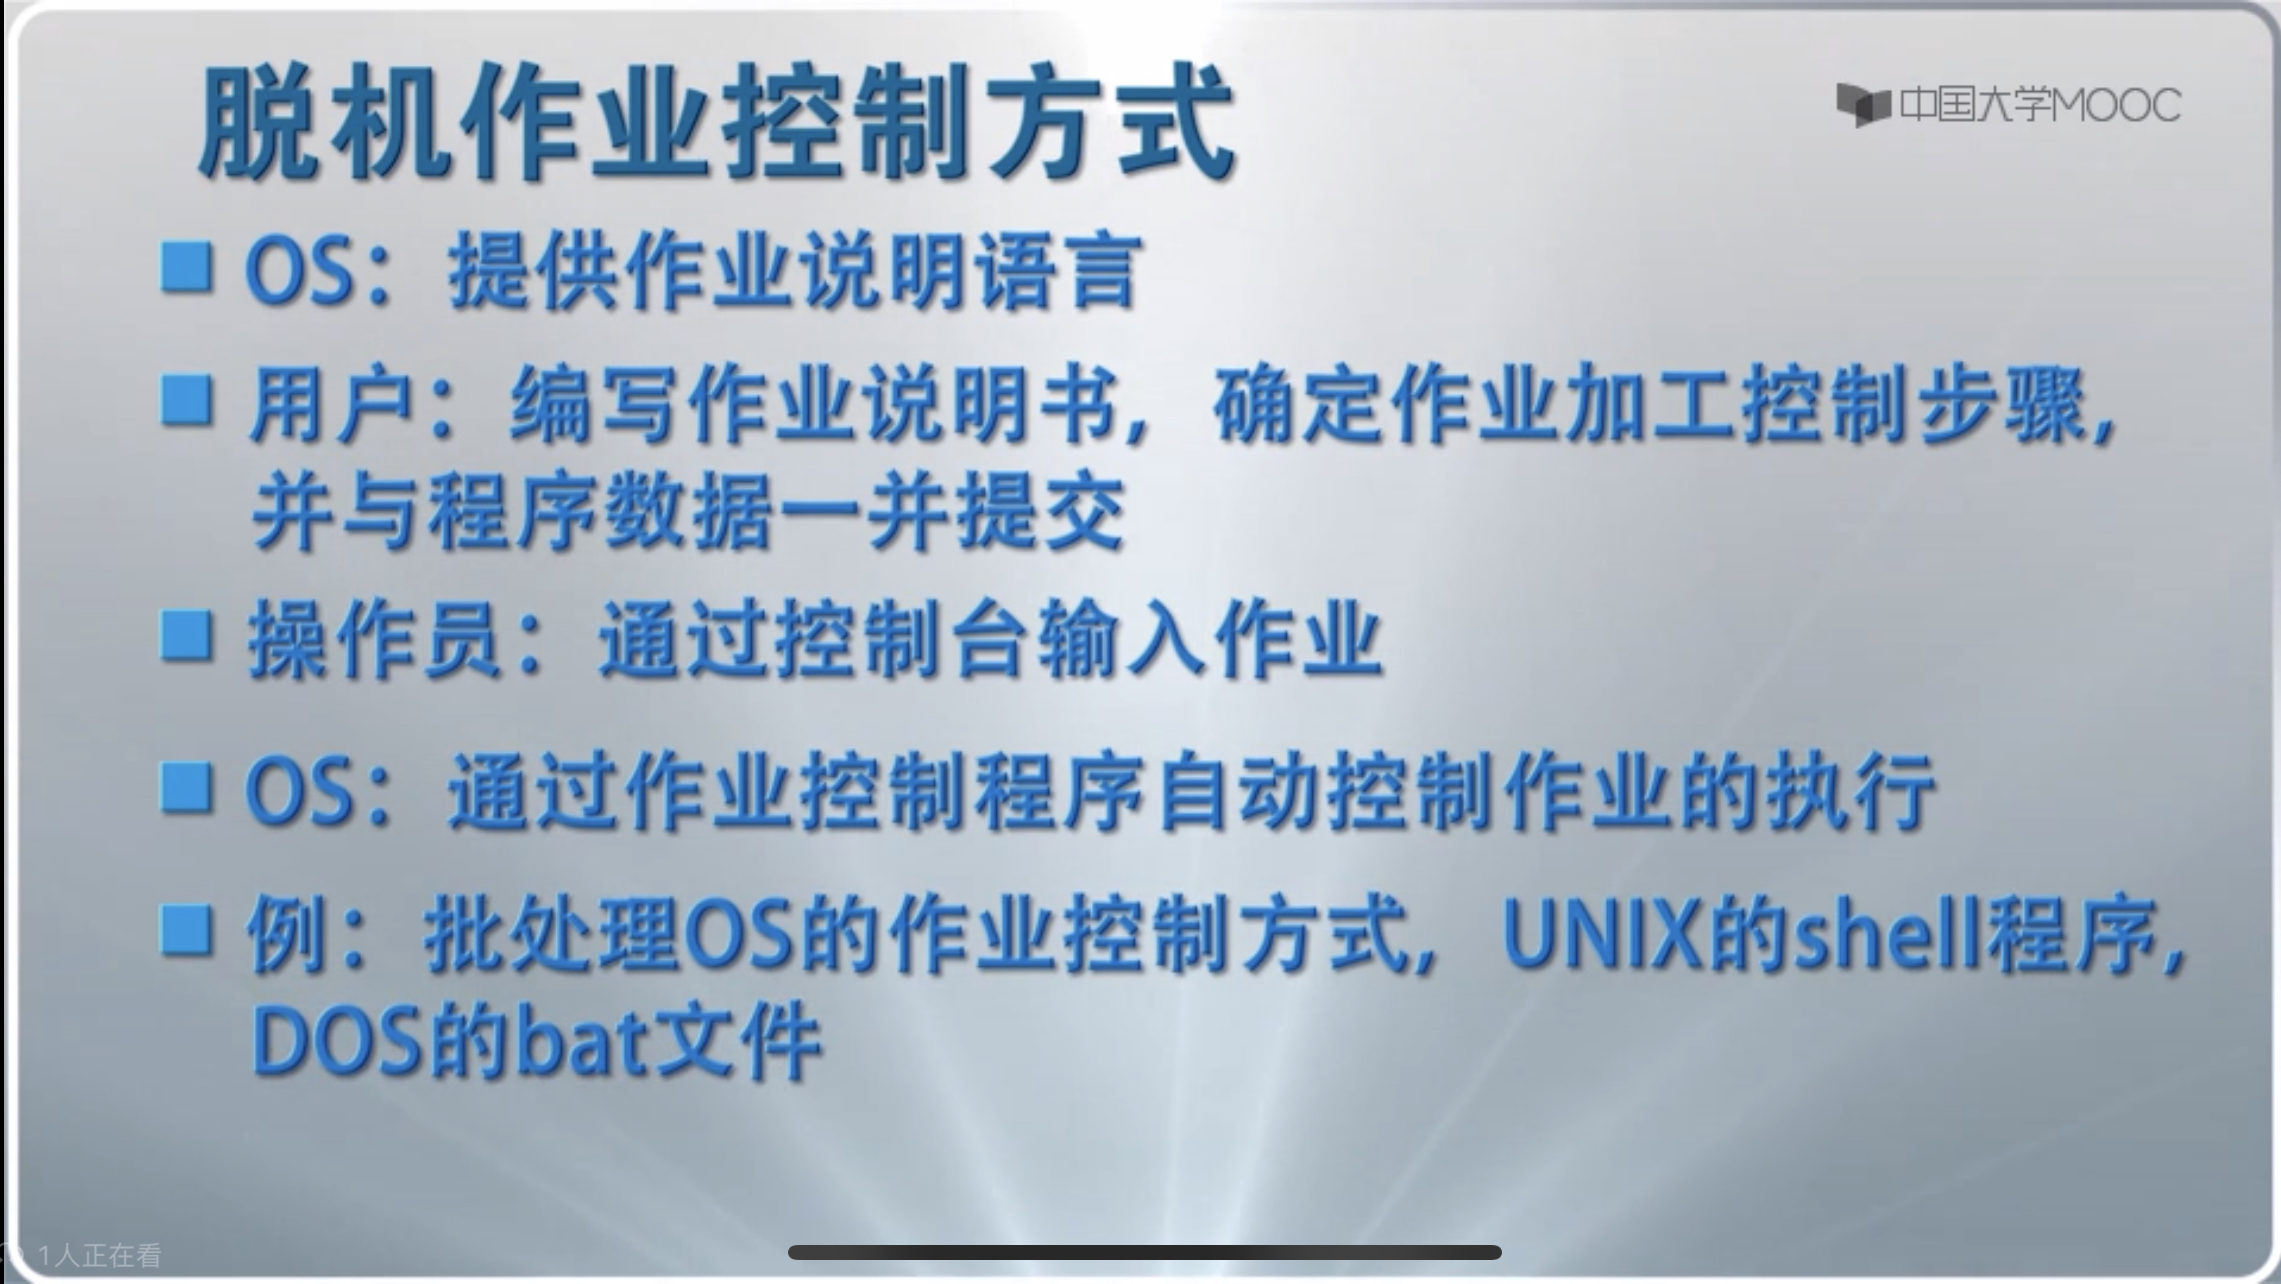 脱机作业控制方式
中国大学MOOC
OS：提供作业说明语言
用户：编写作业说明书，确定作业加工控制步骤，
并与程序数据一并提交
操作员：通过控制台输入作业
OS：通过作业控制程序自动控制作业的执行
例：批处理OS的作业控制方式，UNIX的shell程序，
DOS的bat文件
1人正在看